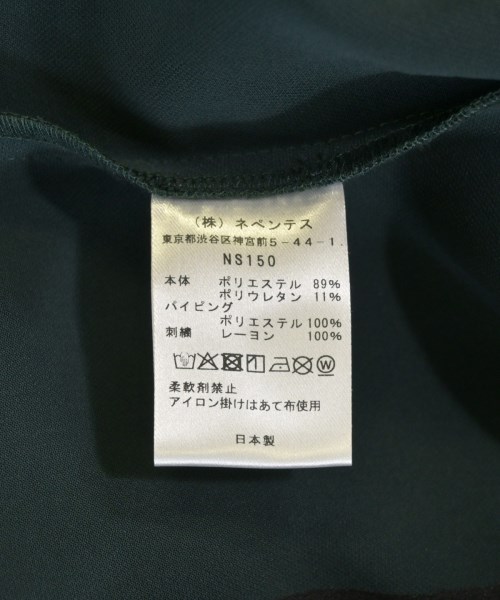 (株) ネペンテス
東京都渋谷区神宮前5-44-1.
NS150
本体 ポリエステル 89%
ポリウレタン 11%
パイピング
ポリエステル 100%
刺繍 レーヨン 100%
W
柔軟剤禁止
アイロン掛けはあて布使用
日本製